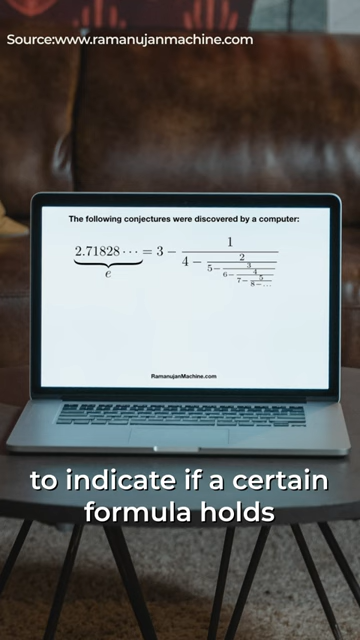 Source:www.ramanujanmachine.com
The following conjectures were discovered by a computer:
2.71828··· = 3 − 1
4 − 2
5− 3
6− 4
7− 5
8−...
e
RamanujanMachine.com
to indicate if a certain
formula holds